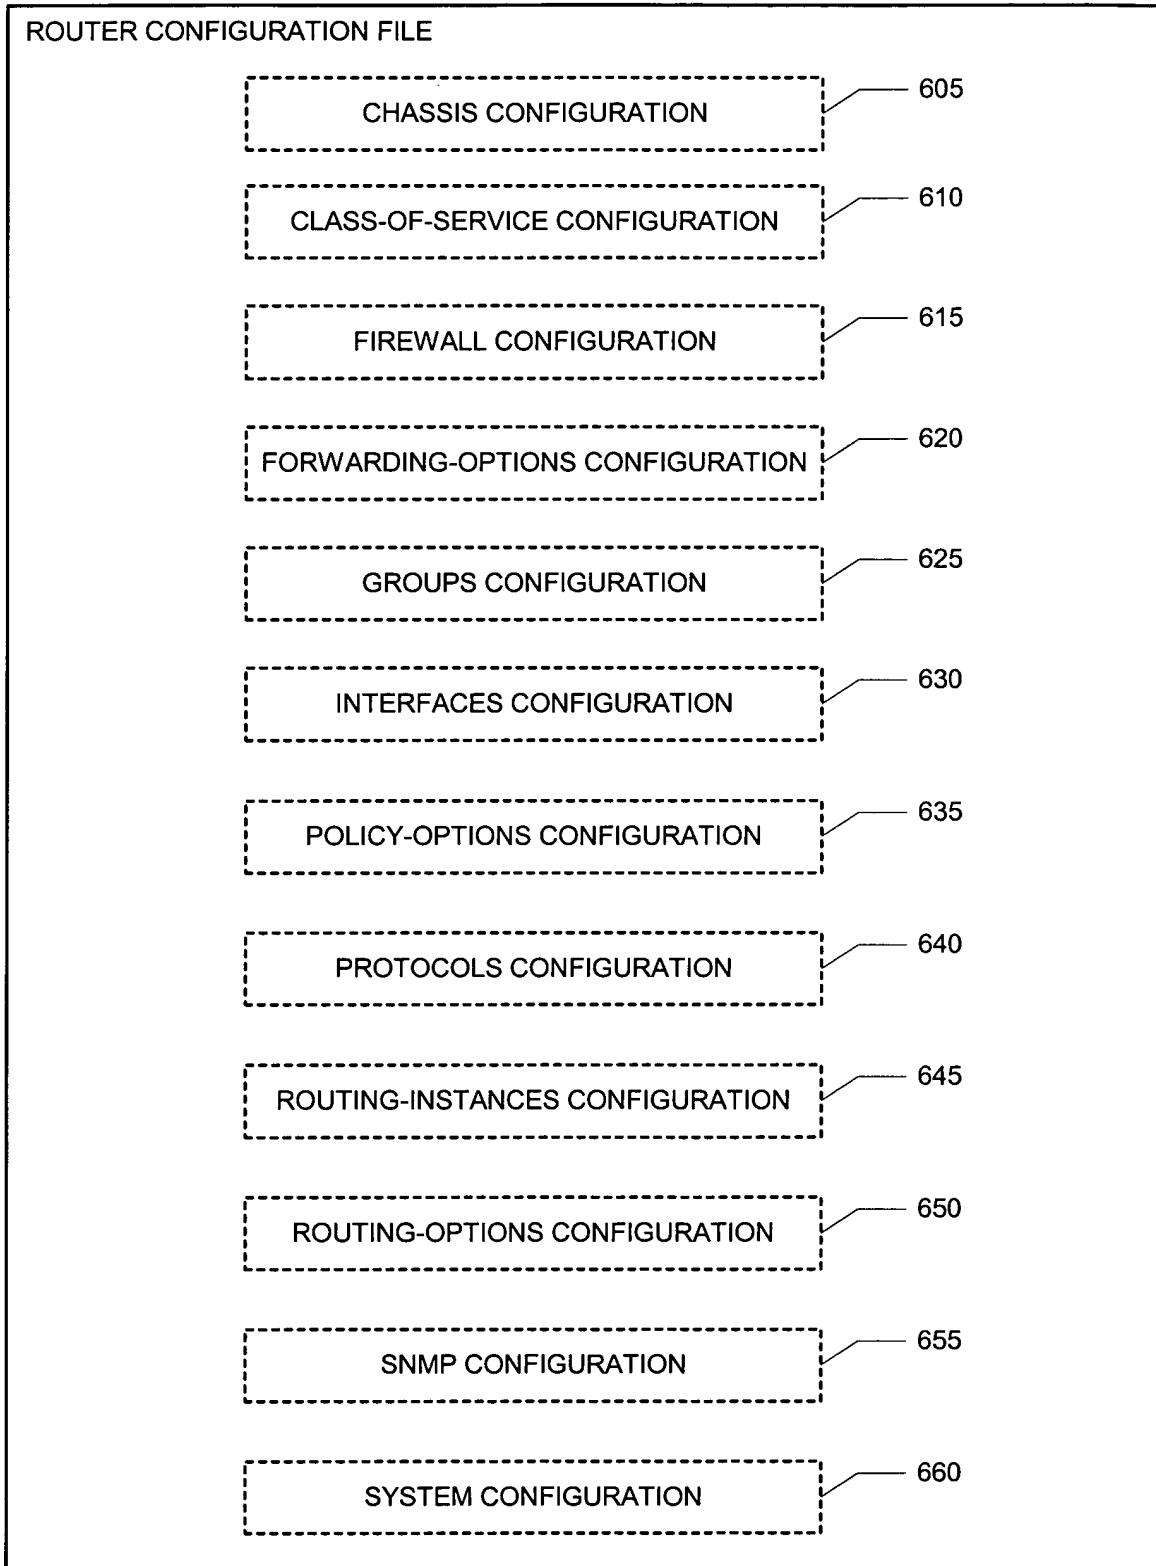 ROUTER CONFIGURATION FILE
CHASSIS CONFIGURATION
605
CLASS-OF-SERVICE CONFIGURATION
610
FIREWALL CONFIGURATION
615
FORWARDING-OPTIONS CONFIGURATION
620
GROUPS CONFIGURATION
625
INTERFACES CONFIGURATION
630
POLICY-OPTIONS CONFIGURATION
635
PROTOCOLS CONFIGURATION
640
ROUTING-INSTANCES CONFIGURATION
645
ROUTING-OPTIONS CONFIGURATION
650
SNMP CONFIGURATION
655
SYSTEM CONFIGURATION
660